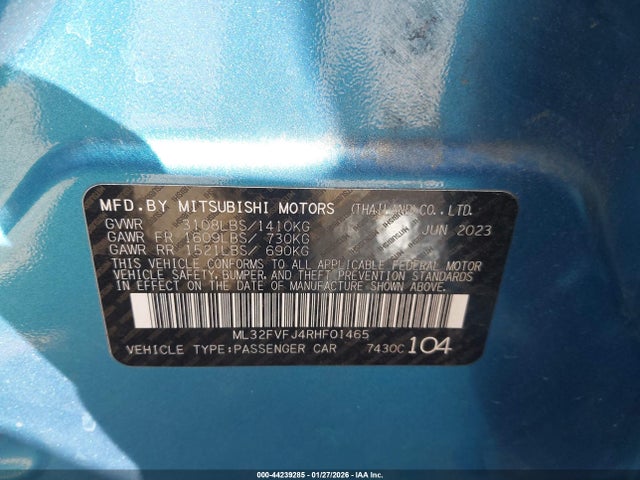 MFD.BY MITSUBISHI MOTORS (THAILAND) CO., LTD.
GVWR 3108LBS/1410KG JUN 2023
GAWR FR 1609LBS/ 730KG
GAWR RR 1521LBS/ 690KG
THIS VEHICLE CONFORMS TO ALL APPLICABLE FEDERAL MOTOR
VEHICLE SAFETY, BUMPER, AND THEFT PREVENTION STANDARDS
IN EFFECT ON THE DATE OF MANUFACTURE SHOWN ABOVE.
ML32FVFJ4RHF01465
VEHICLE TYPE:PASSENGER CAR 7430C 104
000-44239285 - 01/27/2026 - IAAI.COM